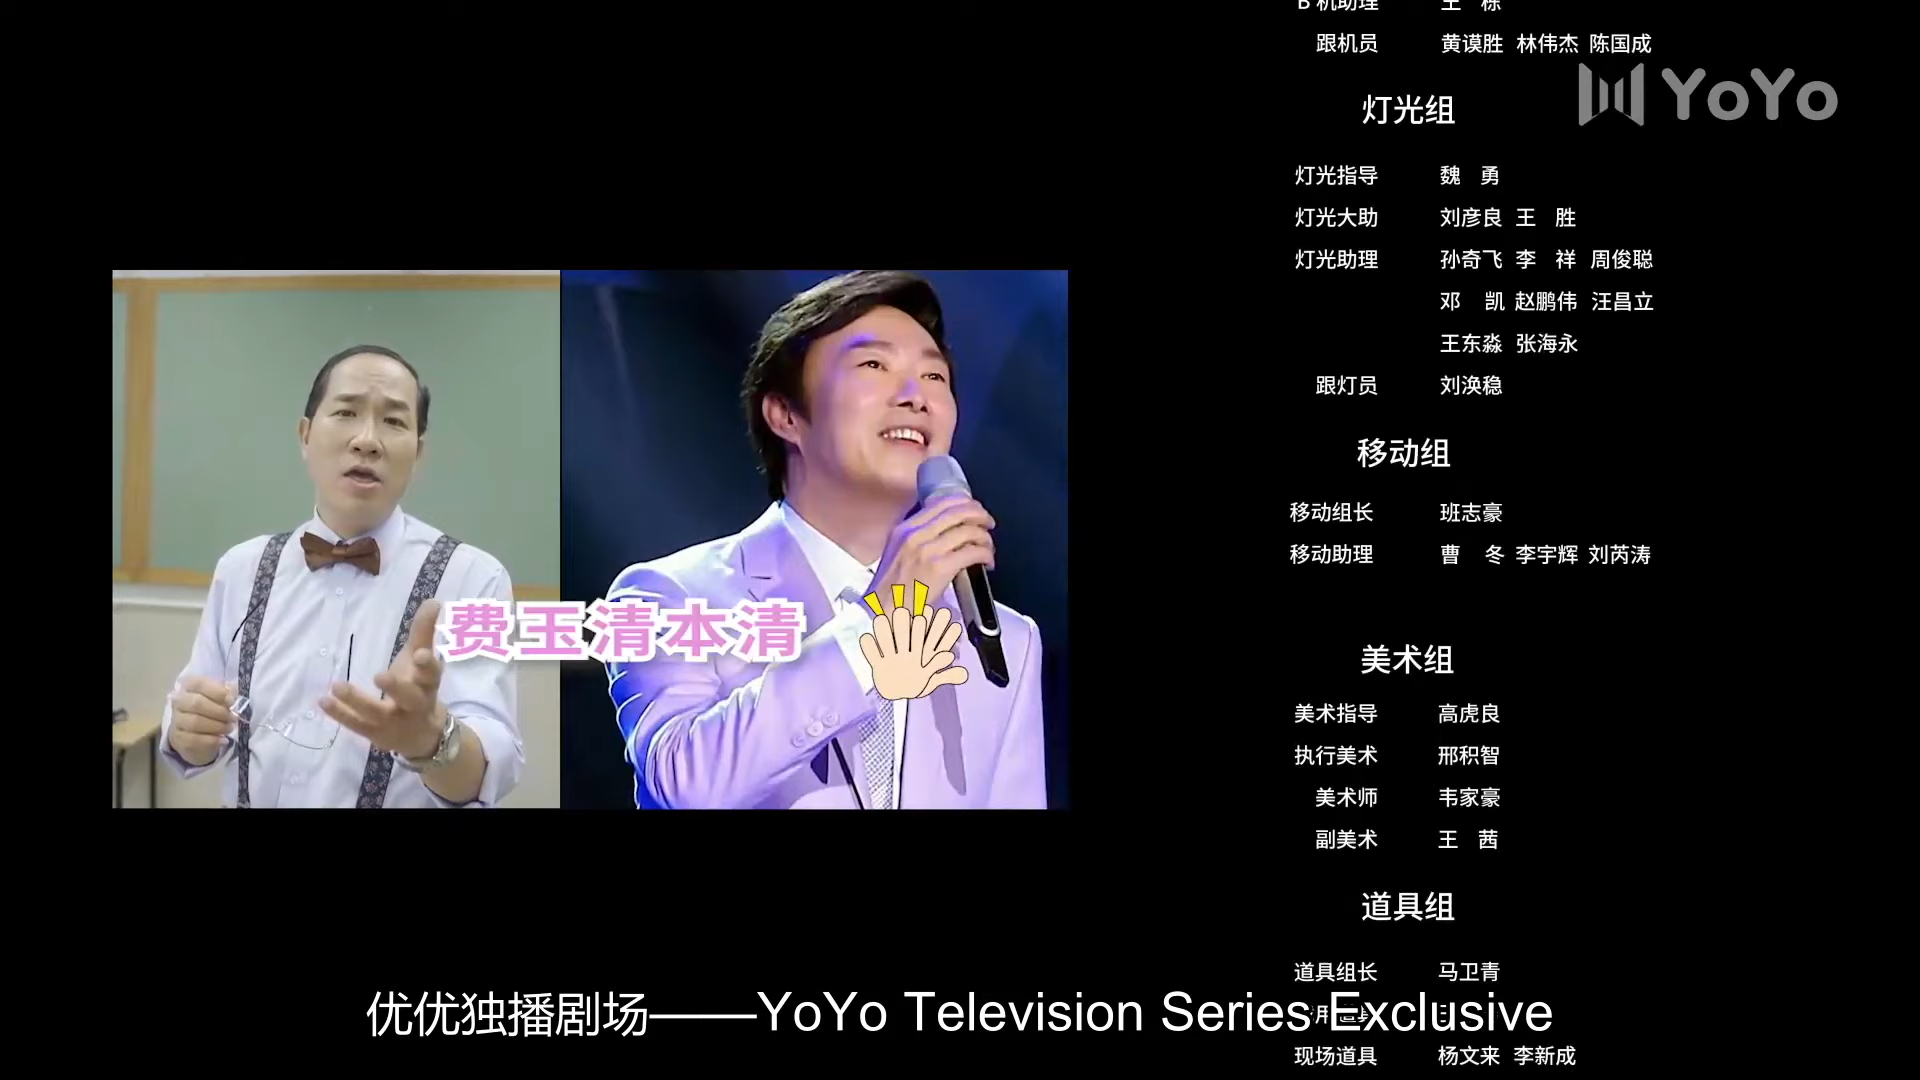 B 机助理 王 栋
跟机员 黄谟胜 林伟杰 陈国成
YoYo
灯光组
灯光指导 魏 勇
灯光大助 刘彦良 王 胜
灯光助理 孙奇飞 李 祥 周俊聪
邓 凯 赵鹏伟 汪昌立
王东淼 张海永
跟灯员 刘涣稳
移动组
移动组长 班志豪
移动助理 曹 冬 李宇辉 刘芮涛
费玉清本清
美术组
美术指导 高虎良
执行美术 邢积智
美术师 韦家豪
副美术 王 茜
道具组
道具组长 马卫青
优优独播剧场——YoYo Television Series Exclusive
现场道具 杨文来 李新成